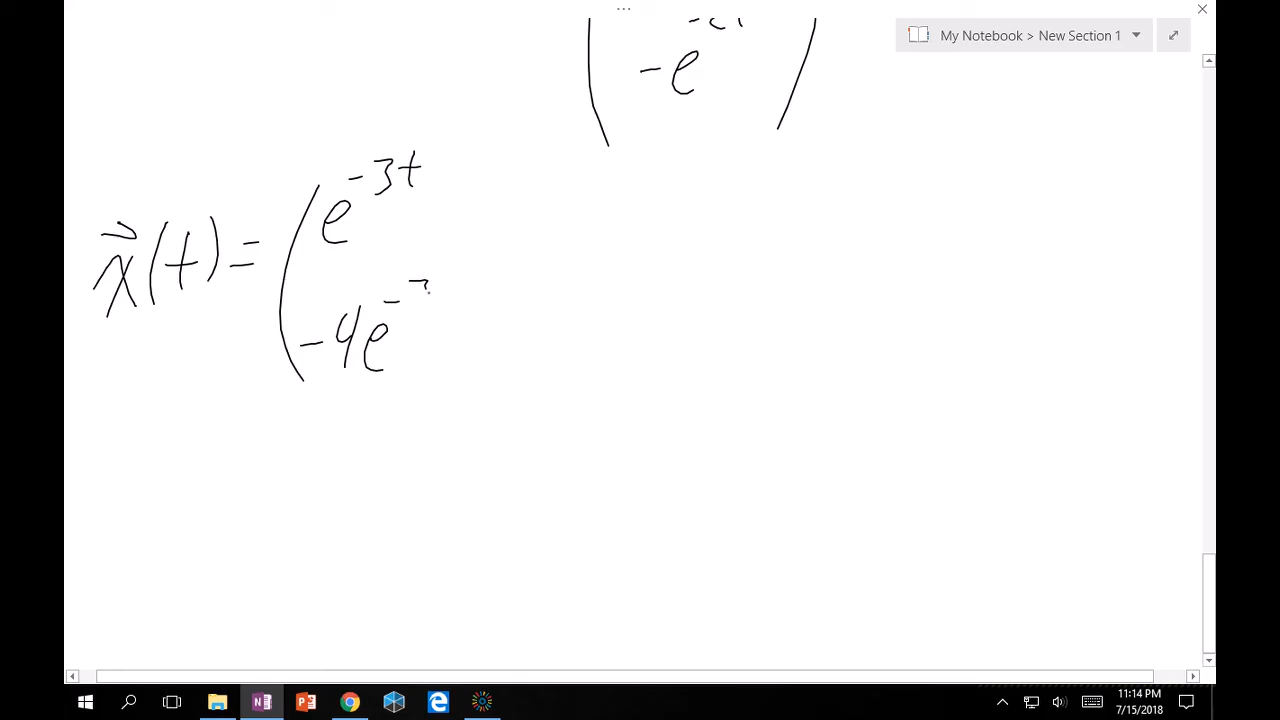 My Notebook > New Section 1
-e
x⃗(t) = ( e^{-3t}
-4e^{-
11:14 PM
7/15/2018